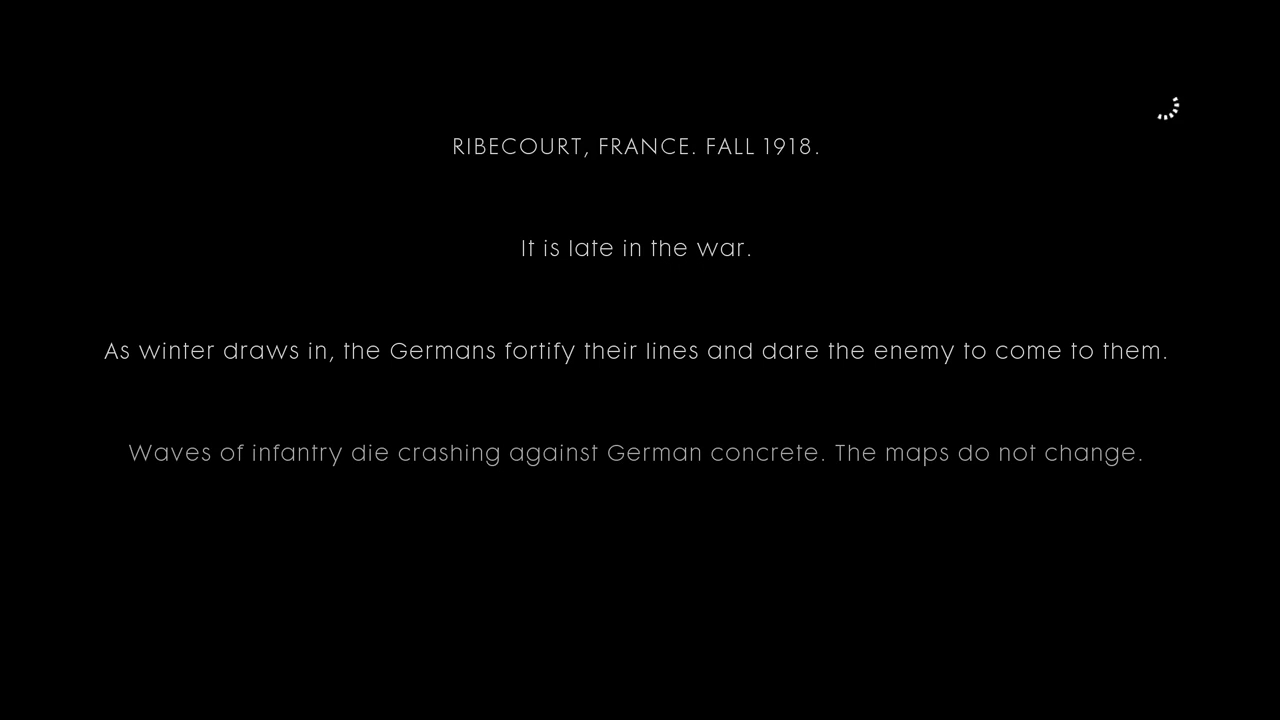 RIBECOURT, FRANCE. FALL 1918.
It is late in the war.
As winter draws in, the Germans fortify their lines and dare the enemy to come to them.
Waves of infantry die crashing against German concrete. The maps do not change.